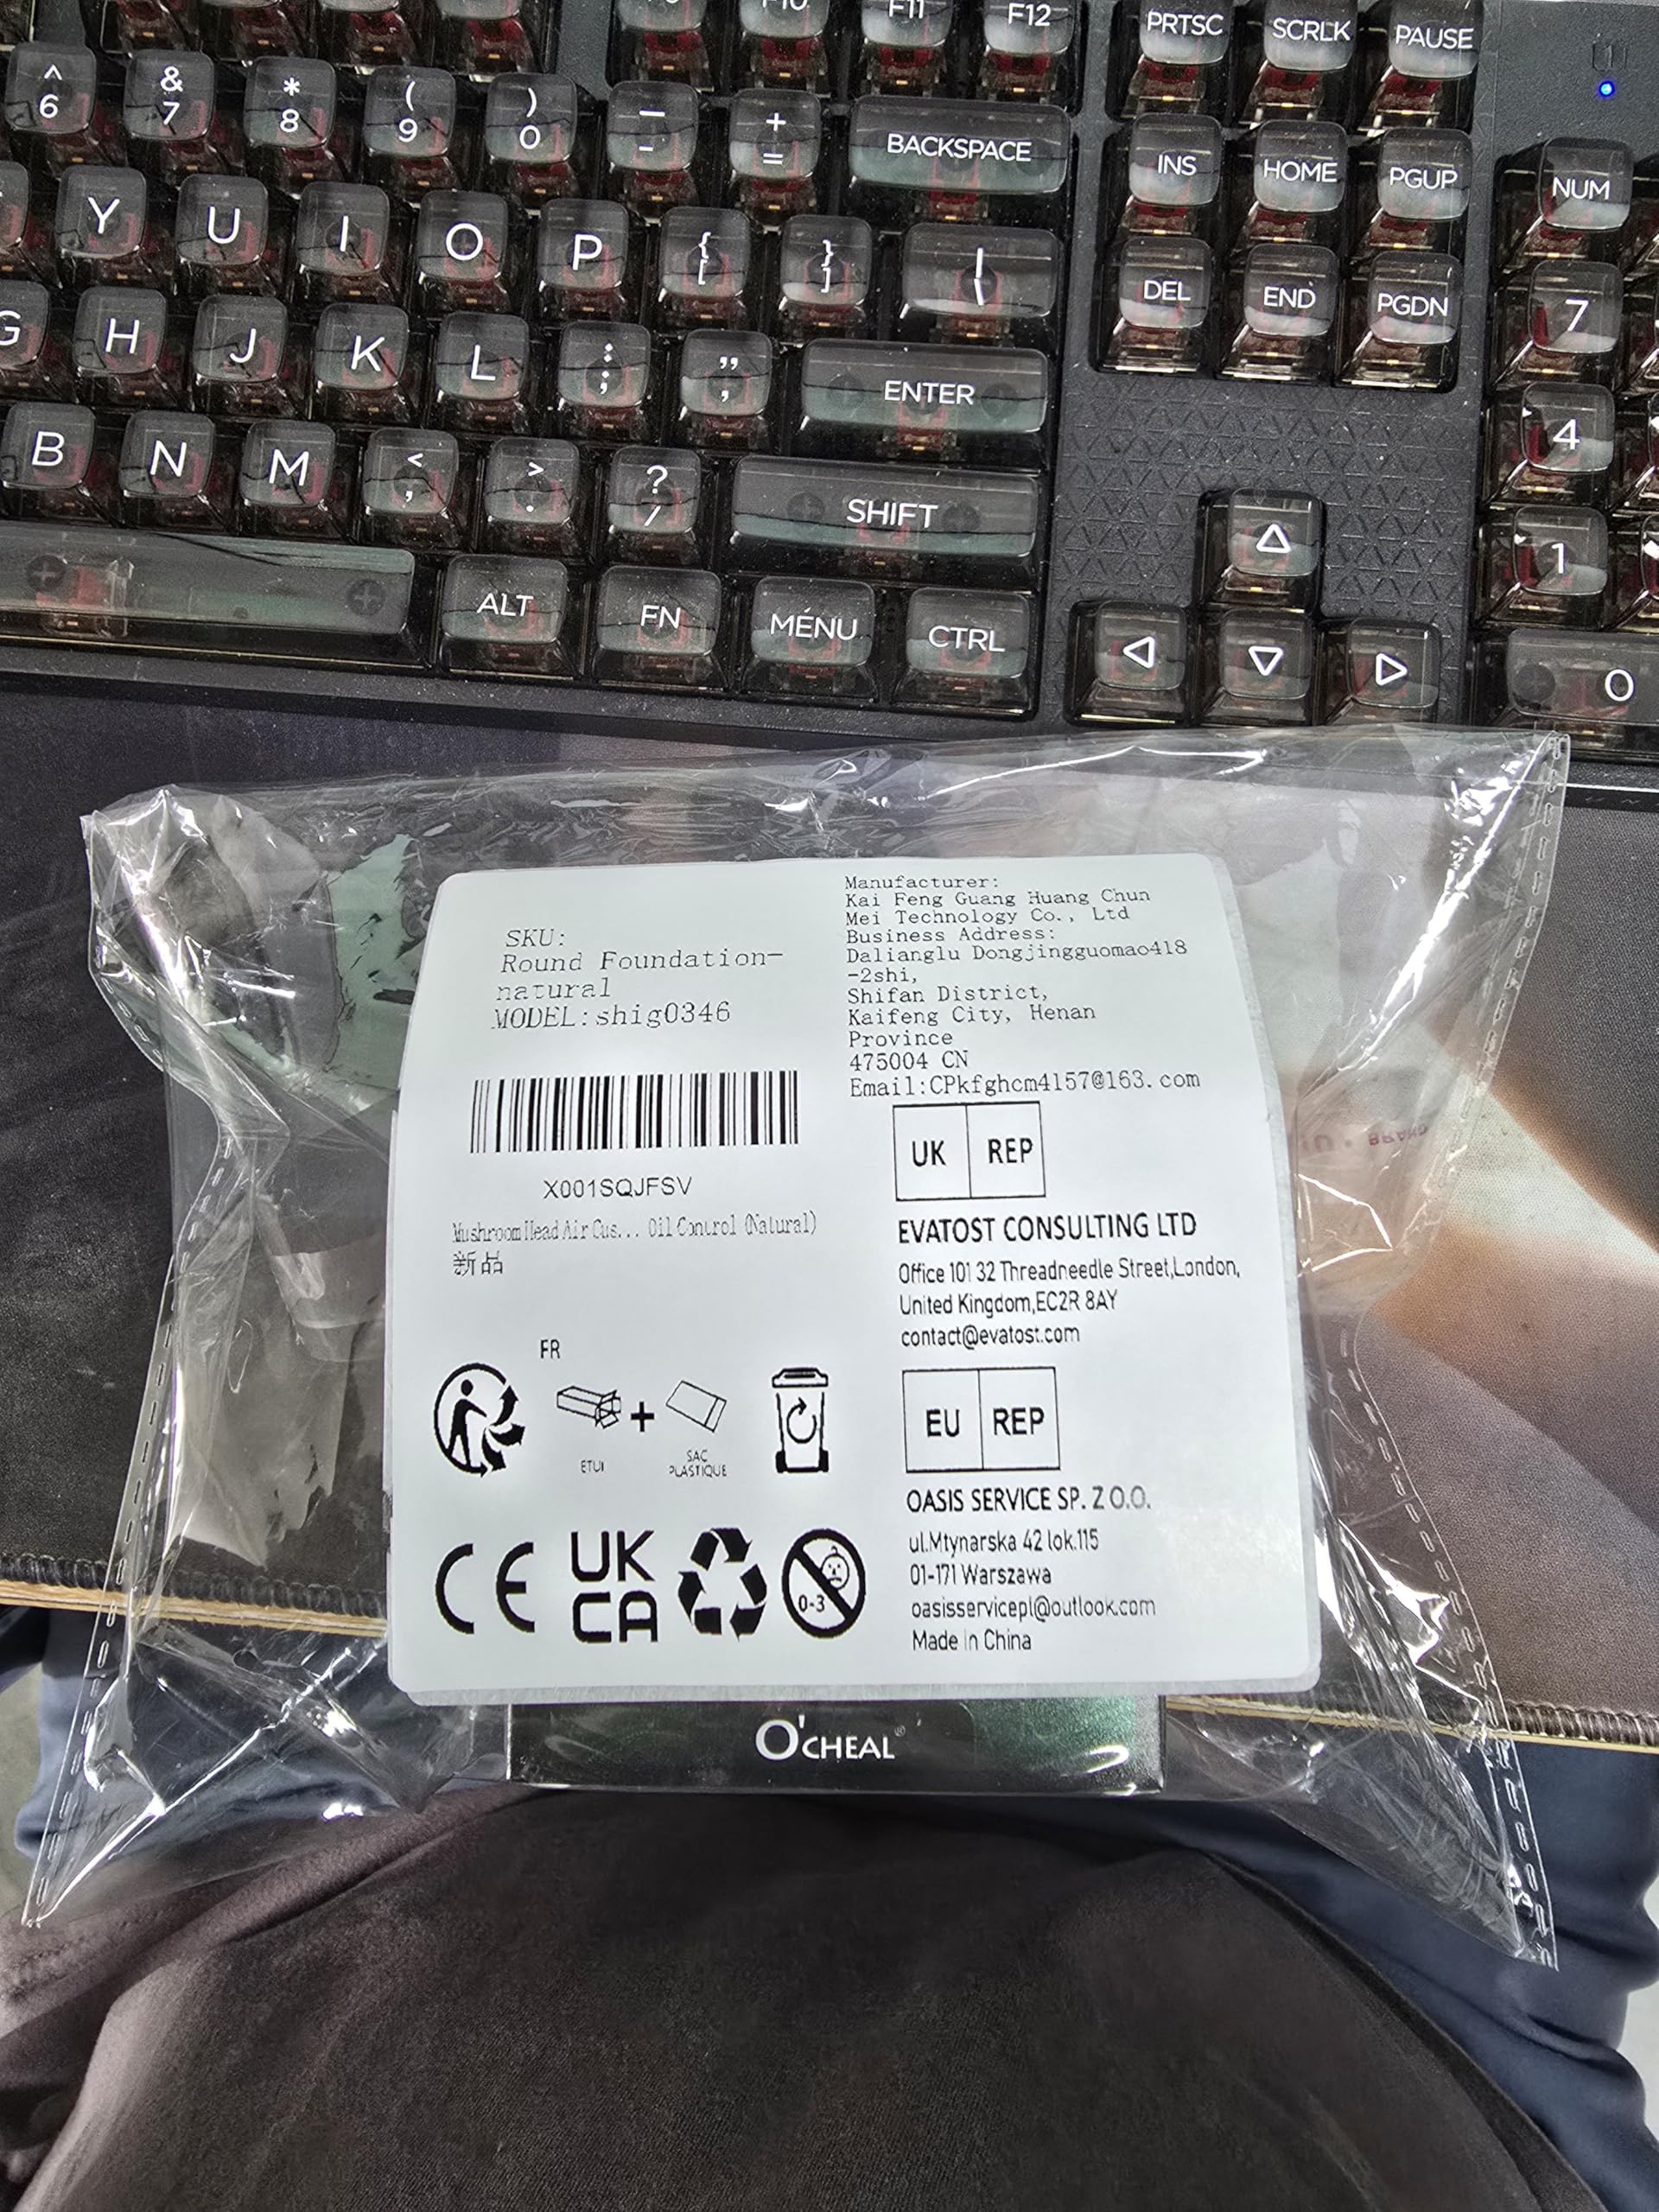 F10
F11
F12
PRTSC
SCRLK
PAUSE
^
6
&
7
*
8
(
9
)
0
-
+
=
BACKSPACE
INS
HOME
PGUP
NUM
Y
U
I
O
P
{
[
}
]
|
\
DEL
END
PGDN
7
G
H
J
K
L
:
;
"
'
ENTER
4
B
N
M
<
,
>
.
?
/
SHIFT
1
ALT
FN
MENU
CTRL
0
SKU:
Round Foundation-
natural
MODEL:shig0346
X001SQJFSV
Mushroom Head Air Cus... Oil Control (Natural)
新品
FR
ETUI
+
SAC
PLASTIQUE
CE
UK
CA
0-3
Manufacturer:
Kai Feng Guang Huang Chun
Mei Technology Co., Ltd
Business Address:
Dalianglu Dongjingguomao418
-2shi,
Shifan District,
Kaifeng City, Henan
Province
475004 CN
Email:CPkfghcm4157@163.com
UK REP
EVATOST CONSULTING LTD
Office 101 32 Threadneedle Street,London,
United Kingdom,EC2R 8AY
contact@evatost.com
EU REP
OASIS SERVICE SP. Z O.O.
ul.Mtynarska 42 lok.115
01-171 Warszawa
oasisservicepl@outlook.com
Made in China
O'CHEAL®